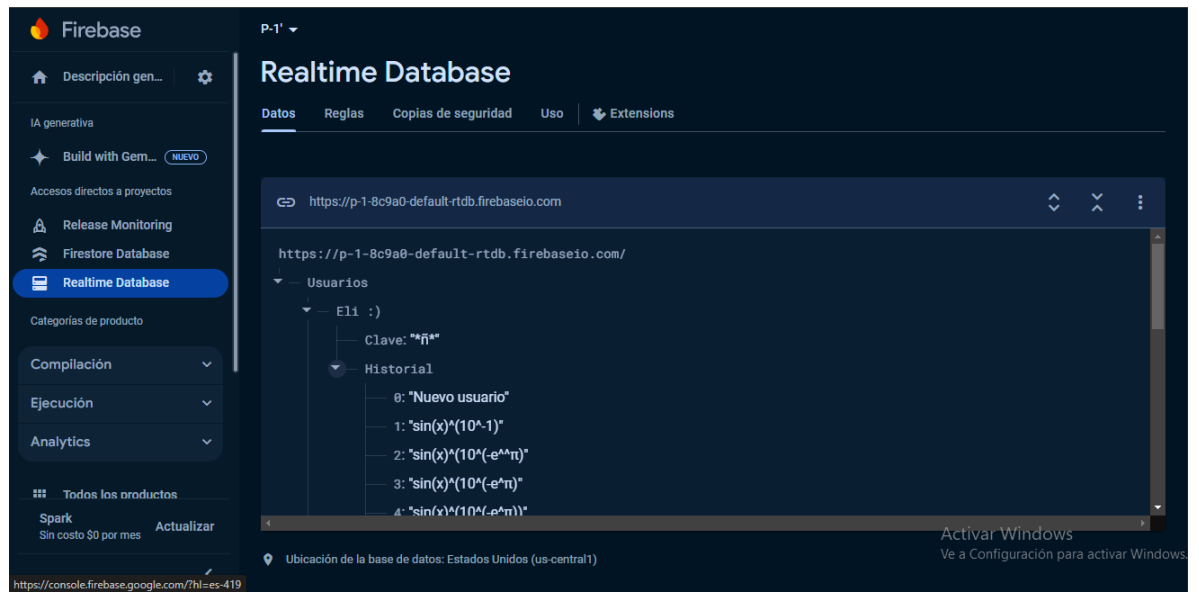 Firebase
Descripción gen...
IA generativa
Build with Gem... NUEVO
Accesos directos a proyectos
Release Monitoring
Firestore Database
Realtime Database
Categorías de producto
Compilación
Ejecución
Analytics
Todos los productos
Spark
Sin costo $0 por mes
Actualizar
https://console.firebase.google.com/?hl=es-419
P-1'
Realtime Database
Datos Reglas Copias de seguridad Uso Extensions
https://p-1-8c9a0-default-rtdb.firebaseio.com
https://p-1-8c9a0-default-rtdb.firebaseio.com/
Usuarios
Eli :)
Clave: "*ñ*"
Historial
0: "Nuevo usuario"
1: "sin(x)^(10^-1)"
2: "sin(x)^(10^(-e^^π)"
3: "sin(x)^(10^(-e^π)"
4: "sin(x)^(10^(-e^π))"
Ubicación de la base de datos: Estados Unidos (us-central1)
Activar Windows
Ve a Configuración para activar Windows.